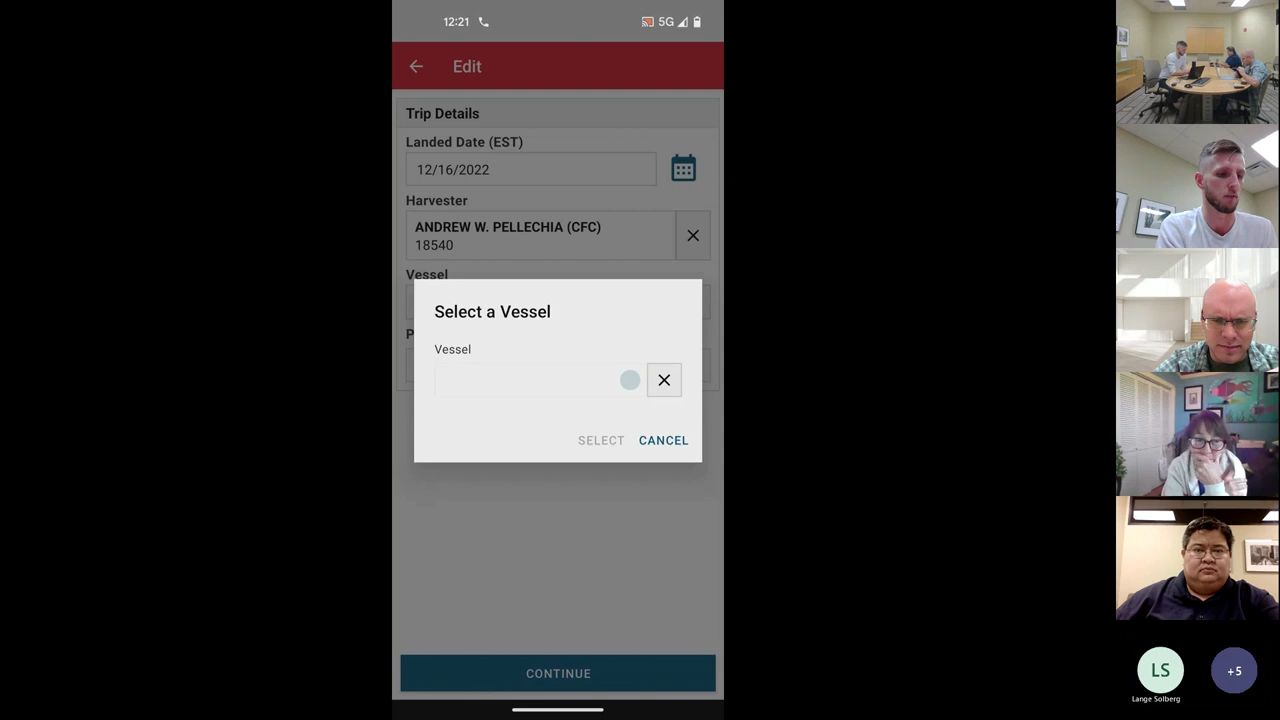 12:21
5G
Edit
Trip Details
Landed Date (EST)
12/16/2022
Harvester
ANDREW W. PELLECHIA (CFC)
18540
Vessel
P
Select a Vessel
Vessel
SELECT CANCEL
CONTINUE
LS
+5
Lange Solberg